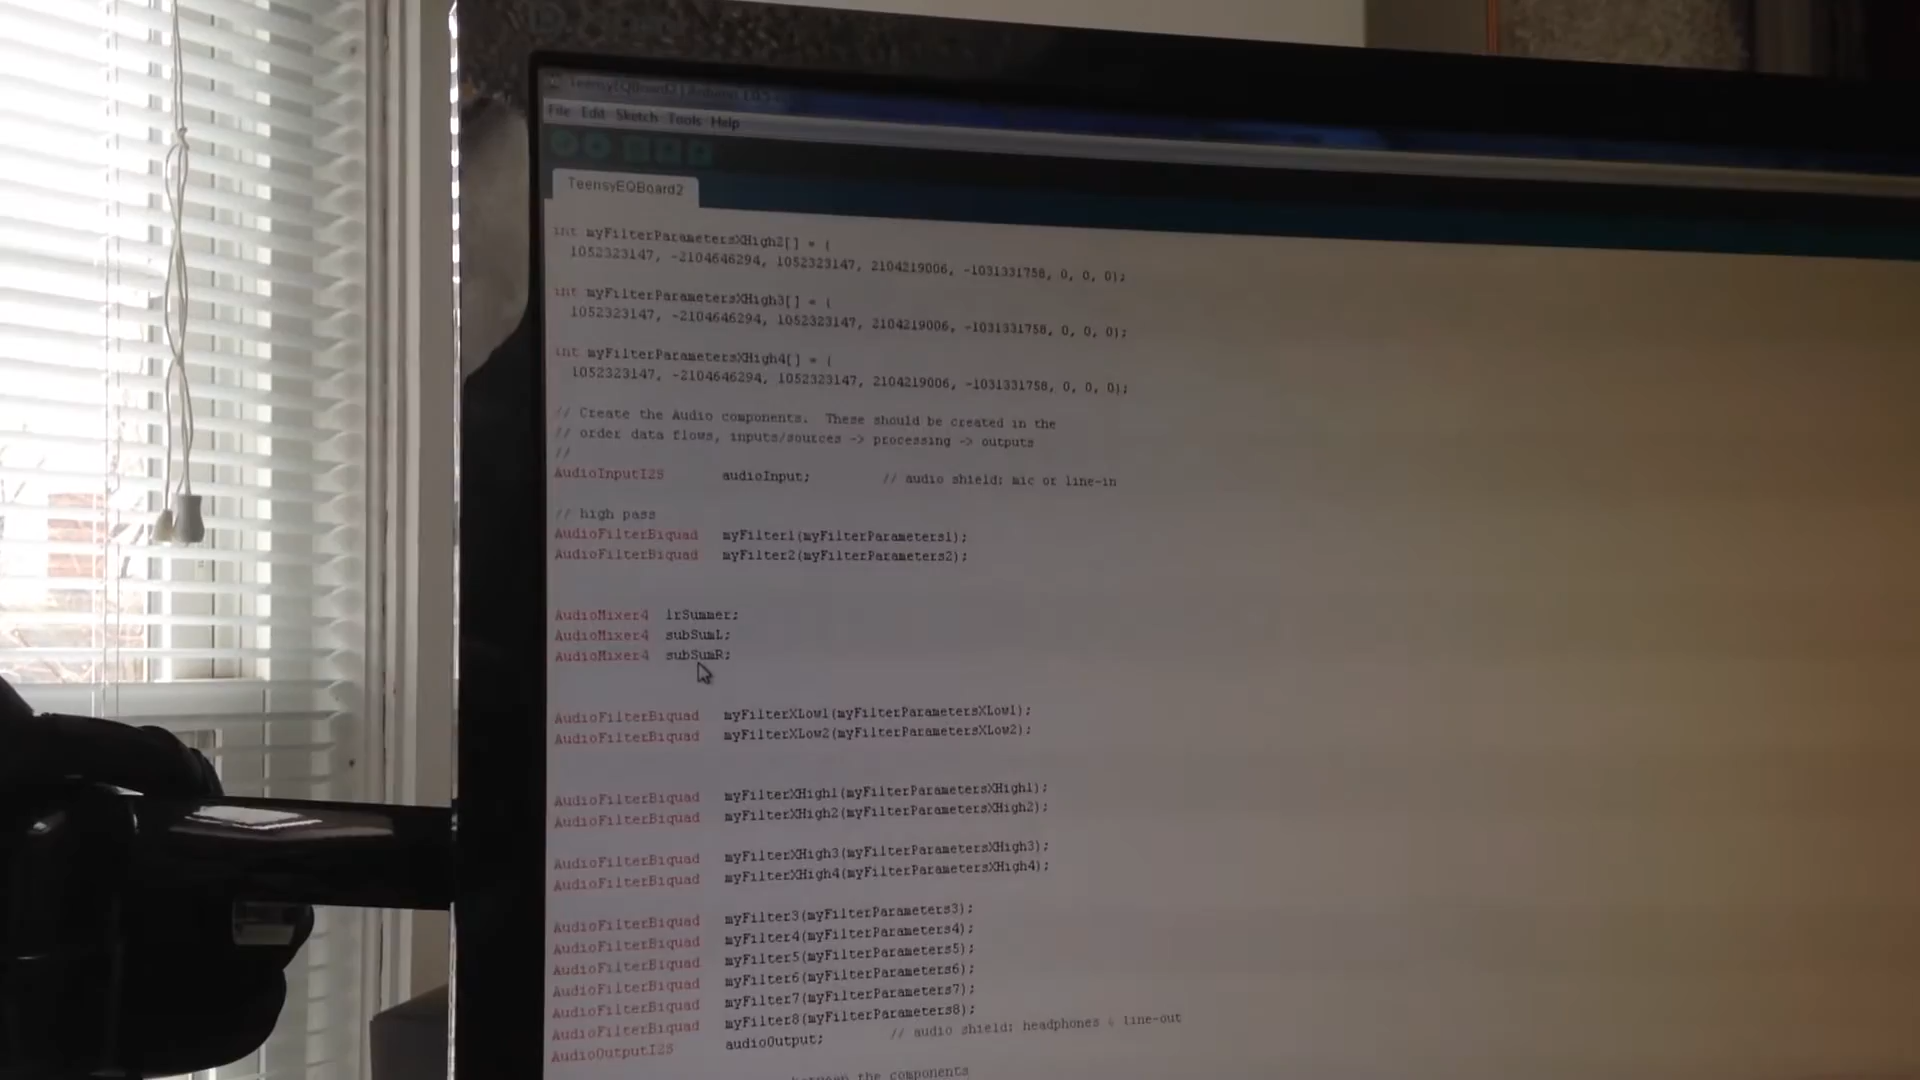 TeensyEQBoard2 | Arduino 1.0.5
File Edit Sketch Tools Help
TeensyEQBoard2
int myFilterParametersXHigh2[] = {
1052323147, -2104646294, 1052323147, 2104219006, -1031331758, 0, 0, 0};
int myFilterParametersXHigh3[] = {
1052323147, -2104646294, 1052323147, 2104219006, -1031331758, 0, 0, 0};
int myFilterParametersXHigh4[] = {
1052323147, -2104646294, 1052323147, 2104219006, -1031331758, 0, 0, 0};
// Create the Audio components. These should be created in the
// order data flows, inputs/sources -> processing -> outputs
//
AudioInputI2S audioInput; // audio shield: mic or line-in
// high pass
AudioFilterBiquad myFilter1(myFilterParameters1);
AudioFilterBiquad myFilter2(myFilterParameters2);
AudioMixer4 lrSummer;
AudioMixer4 subSumL;
AudioMixer4 subSumR;
AudioFilterBiquad myFilterXLow1(myFilterParametersXLow1);
AudioFilterBiquad myFilterXLow2(myFilterParametersXLow2);
AudioFilterBiquad myFilterXHigh1(myFilterParametersXHigh1);
AudioFilterBiquad myFilterXHigh2(myFilterParametersXHigh2);
AudioFilterBiquad myFilterXHigh3(myFilterParametersXHigh3);
AudioFilterBiquad myFilterXHigh4(myFilterParametersXHigh4);
AudioFilterBiquad myFilter3(myFilterParameters3);
AudioFilterBiquad myFilter4(myFilterParameters4);
AudioFilterBiquad myFilter5(myFilterParameters5);
AudioFilterBiquad myFilter6(myFilterParameters6);
AudioFilterBiquad myFilter7(myFilterParameters7);
AudioFilterBiquad myFilter8(myFilterParameters8);
AudioOutputI2S audioOutput; // audio shield: headphones & line-out
between the components